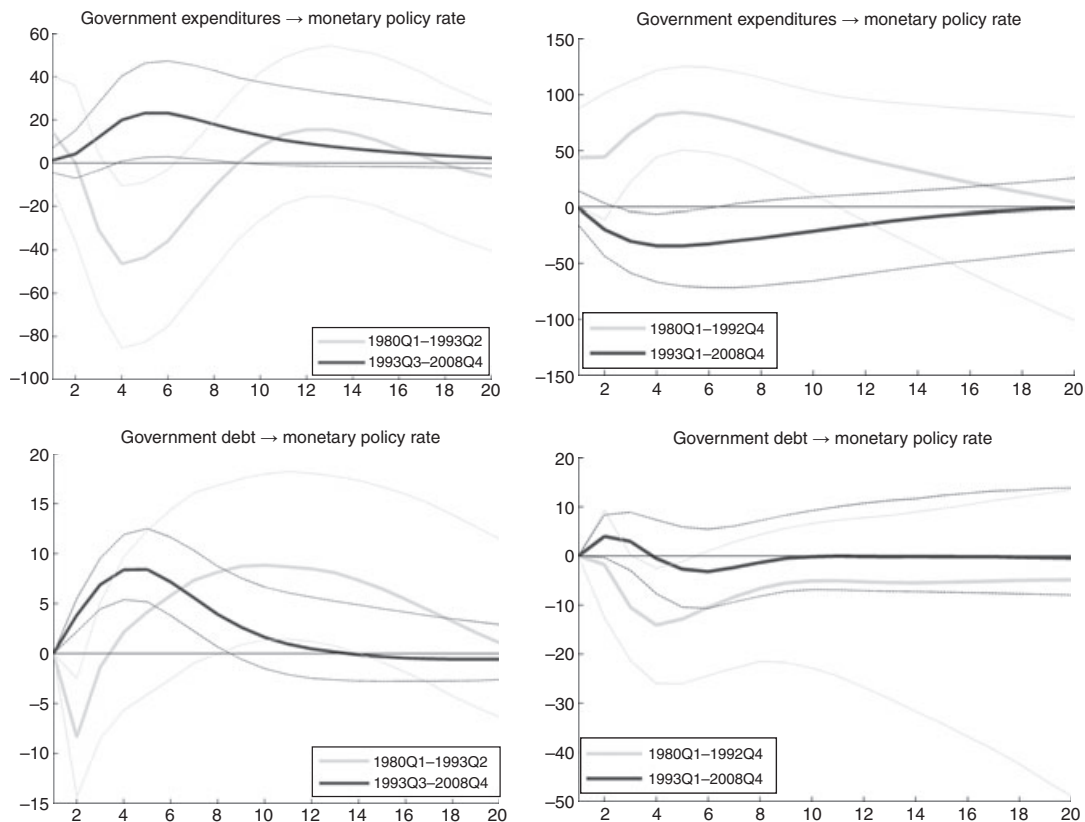 Government expenditures → monetary policy rate
60
40
20
0
–20
–40
–60
–80
–100
2 4 6 8 10 12 14 16 18 20
1980Q1–1993Q2
1993Q3–2008Q4
Government expenditures → monetary policy rate
150
100
50
0
–50
–100
–150
2 4 6 8 10 12 14 16 18 20
1980Q1–1992Q4
1993Q1–2008Q4
Government debt → monetary policy rate
20
15
10
5
0
–5
–10
–15
2 4 6 8 10 12 14 16 18 20
1980Q1–1993Q2
1993Q3–2008Q4
Government debt → monetary policy rate
20
10
0
–10
–20
–30
–40
–50
2 4 6 8 10 12 14 16 18 20
1980Q1–1992Q4
1993Q1–2008Q4